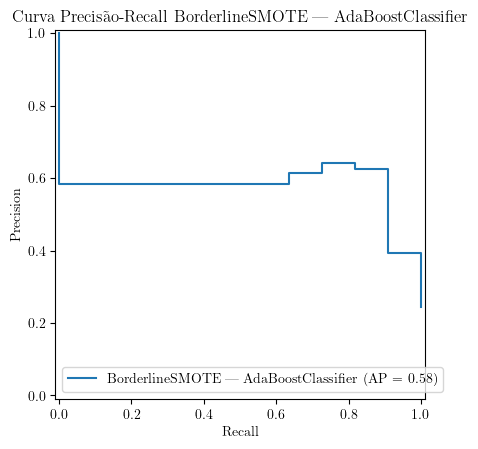 Curva Precisão-Recall BorderlineSMOTE — AdaBoostClassifier
1.0
0.8
0.6
0.4
0.2
0.0
Precision
BorderlineSMOTE — AdaBoostClassifier (AP = 0.58)
0.0 0.2 0.4 0.6 0.8 1.0
Recall